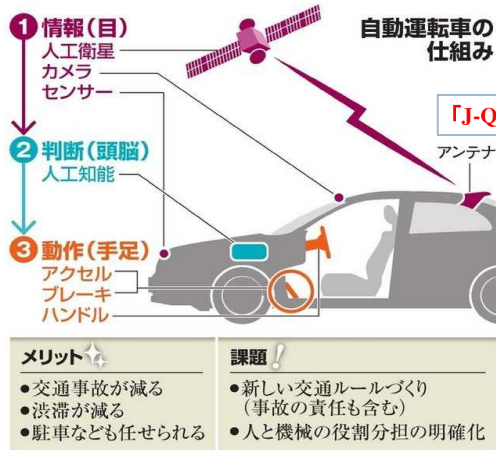 自動運転車の
仕組み
1 情報(目)
人工衛星
カメラ
センサー
「J-Q
アンテナ
2 判断(頭脳)
人工知能
3 動作(手足)
アクセル
ブレーキ
ハンドル
メリット
●交通事故が減る
●渋滞が減る
●駐車なども任せられる
課題!
●新しい交通ルールづくり
(事故の責任も含む)
●人と機械の役割分担の明確化